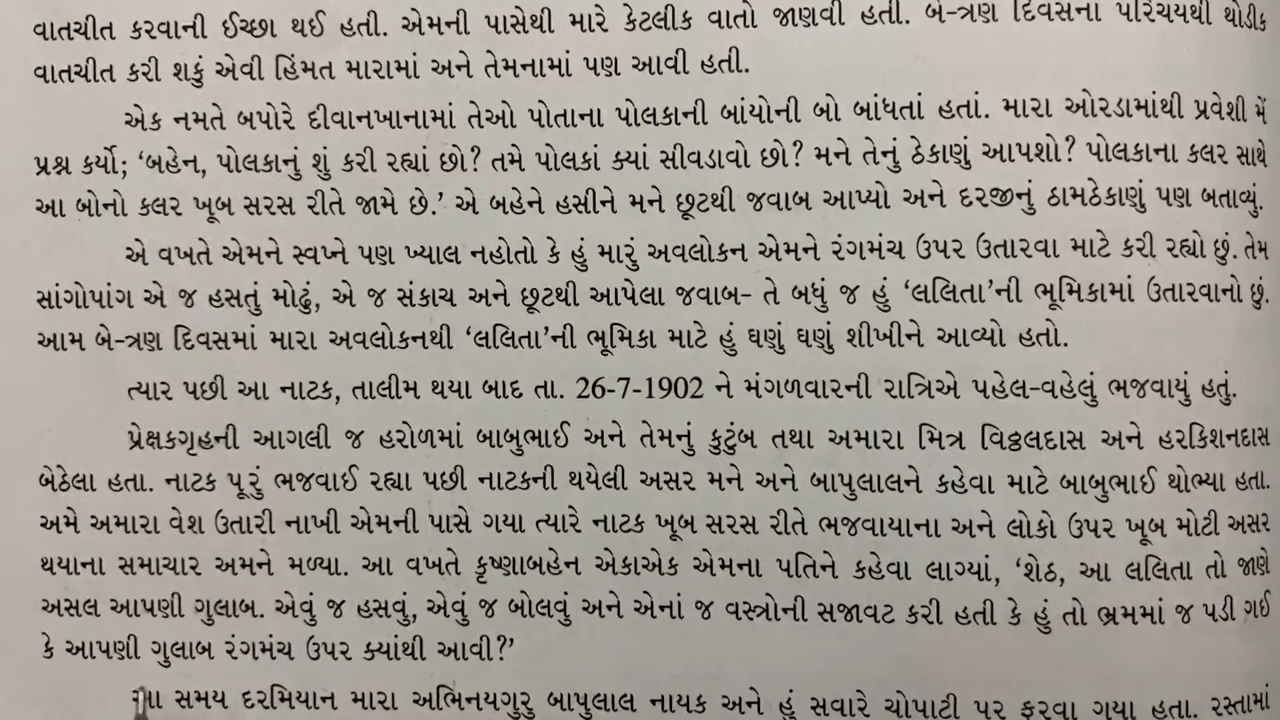 વાતચીત કરવાની ઈચ્છા થઈ હતી. એમની પાસેથી મારે કેટલીક વાતો જાણવી હતી. બે-ત્રણ દિવસના પરિચયથી થોડીક
વાતચીત કરી શકું એવી હિંમત મારામાં અને તેમનામાં પણ આવી હતી.
એક નમતે બપોરે દીવાનખાનામાં તેઓ પોતાના પોલકાની બાંયોની બો બાંધતાં હતાં. મારા ઓરડામાંથી પ્રવેશી મેં
પ્રશ્ન કર્યો; ‘બહેન, પોલકાનું શું કરી રહ્યાં છો? તમે પોલકાં ક્યાં સીવડાવો છો? મને તેનું ઠેકાણું આપશો? પોલકાના કલર સાથે
આ બોનો કલર ખૂબ સરસ રીતે જામે છે.’ એ બહેને હસીને મને છૂટથી જવાબ આપ્યો અને દરજીનું ઠામઠેકાણું પણ બતાવ્યું.
એ વખતે એમને સ્વપ્ને પણ ખ્યાલ નહોતો કે હું મારું અવલોકન એમને રંગમંચ ઉપર ઉતારવા માટે કરી રહ્યો છું. તેમ
સાંગોપાંગ એ જ હસતું મોઢું, એ જ સંકાચ અને છૂટથી આપેલા જવાબ- તે બધું જ હું ‘લલિતા’ની ભૂમિકામાં ઉતારવાનો છું.
આમ બે-ત્રણ દિવસમાં મારા અવલોકનથી ‘લલિતા’ની ભૂમિકા માટે હું ઘણું ઘણું શીખીને આવ્યો હતો.
ત્યાર પછી આ નાટક, તાલીમ થયા બાદ તા. 26-7-1902 ને મંગળવારની રાત્રિએ પહેલ-વહેલું ભજવાયું હતું.
પ્રેક્ષકગૃહની આગલી જ હરોળમાં બાબુભાઈ અને તેમનું કુટુંબ તથા અમારા મિત્ર વિઠ્ઠલદાસ અને હરકિશનદાસ
બેઠેલા હતા. નાટક પૂરું ભજવાઈ રહ્યા પછી નાટકની થયેલી અસર મને અને બાપુલાલને કહેવા માટે બાબુભાઈ થોભ્યા હતા.
અમે અમારા વેશ ઉતારી નાખી એમની પાસે ગયા ત્યારે નાટક ખૂબ સરસ રીતે ભજવાયાના અને લોકો ઉપર ખૂબ મોટી અસર
થયાના સમાચાર અમને મળ્યા. આ વખતે કૃષ્ણાબહેન એકાએક એમના પતિને કહેવા લાગ્યાં, ‘શેઠ, આ લલિતા તો જાણે
અસલ આપણી ગુલાબ. એવું જ હસવું, એવું જ બોલવું અને એનાં જ વસ્ત્રોની સજાવટ કરી હતી કે હું તો ભ્રમમાં જ પડી ગઈ
કે આપણી ગુલાબ રંગમંચ ઉપર ક્યાંથી આવી?’
આ સમય દરમિયાન મારા અભિનયગુરુ બાપુલાલ નાયક અને હું સવારે ચોપાટી પર ફરવા ગયા હતા. રસ્તામાં